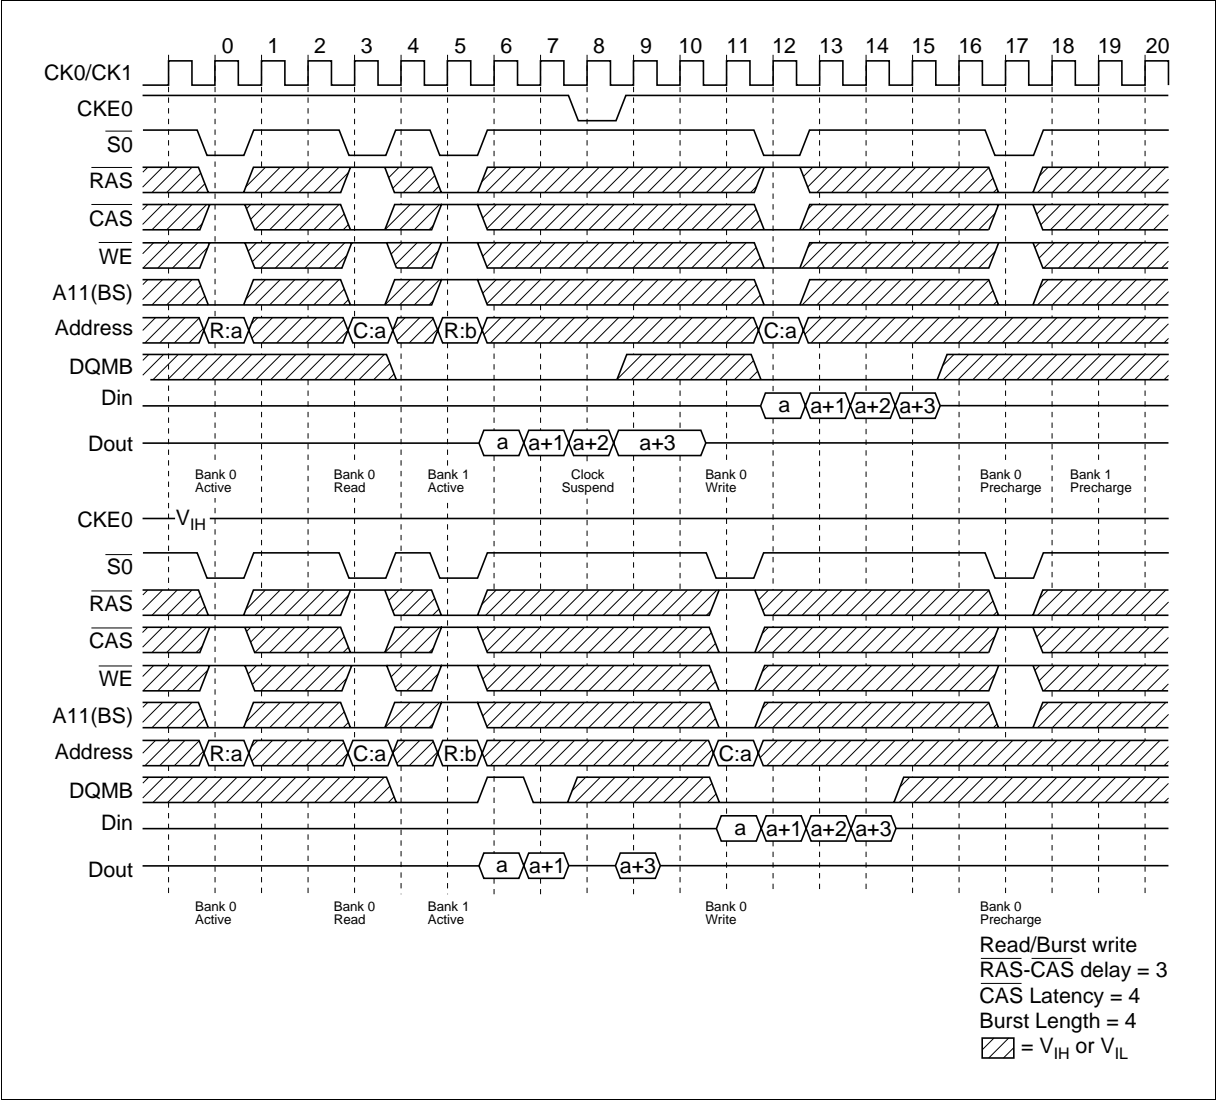 0 1 2 3 4 5 6 7 8 9 10 11 12 13 14 15 16 17 18 19 20
CK0/CK1
CKE0
S0
RAS
CAS
WE
A11(BS)
Address R:a C:a R:b C:a
DQMB
Din a a+1 a+2 a+3
Dout a a+1 a+2 a+3
Bank 0 Active
Bank 0 Read
Bank 1 Active
Clock Suspend
Bank 0 Write
Bank 0 Precharge
Bank 1 Precharge
CKE0 VIH
S0
RAS
CAS
WE
A11(BS)
Address R:a C:a R:b C:a
DQMB
Din a a+1 a+2 a+3
Dout a a+1 a+3
Bank 0 Active
Bank 0 Read
Bank 1 Active
Bank 0 Write
Bank 0 Precharge
Read/Burst write
RAS-CAS delay = 3
CAS Latency = 4
Burst Length = 4
= VIH or VIL